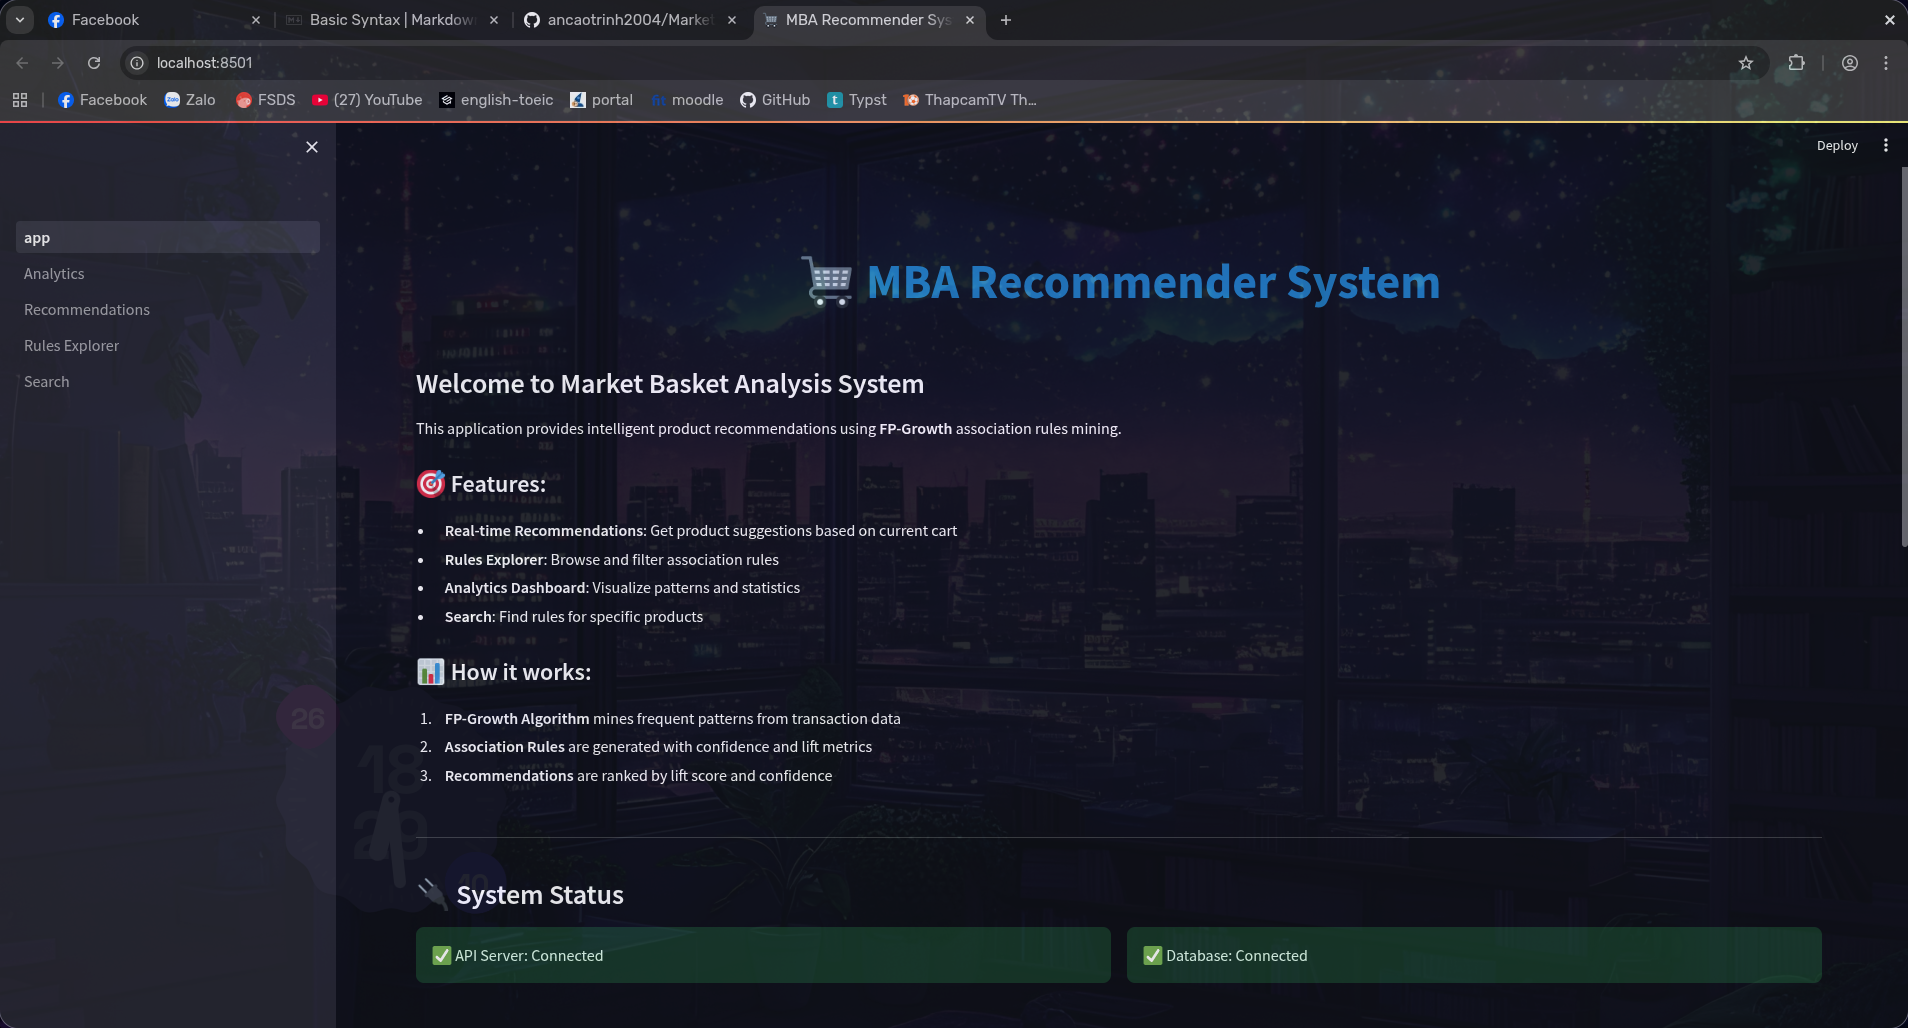 Facebook
Basic Syntax | Markdown
ancaotrinh2004/Market
MBA Recommender Sys
localhost:8501
Facebook
Zalo
FSDS
(27) YouTube
english-toeic
portal
moodle
GitHub
Typst
ThapcamTV Th...
Deploy
app
Analytics
Recommendations
Rules Explorer
Search
MBA Recommender System
Welcome to Market Basket Analysis System
This application provides intelligent product recommendations using FP-Growth association rules mining.
Features:
• Real-time Recommendations: Get product suggestions based on current cart
• Rules Explorer: Browse and filter association rules
• Analytics Dashboard: Visualize patterns and statistics
• Search: Find rules for specific products
How it works:
1. FP-Growth Algorithm mines frequent patterns from transaction data
2. Association Rules are generated with confidence and lift metrics
3. Recommendations are ranked by lift score and confidence
26
18
29
System Status
API Server: Connected
Database: Connected